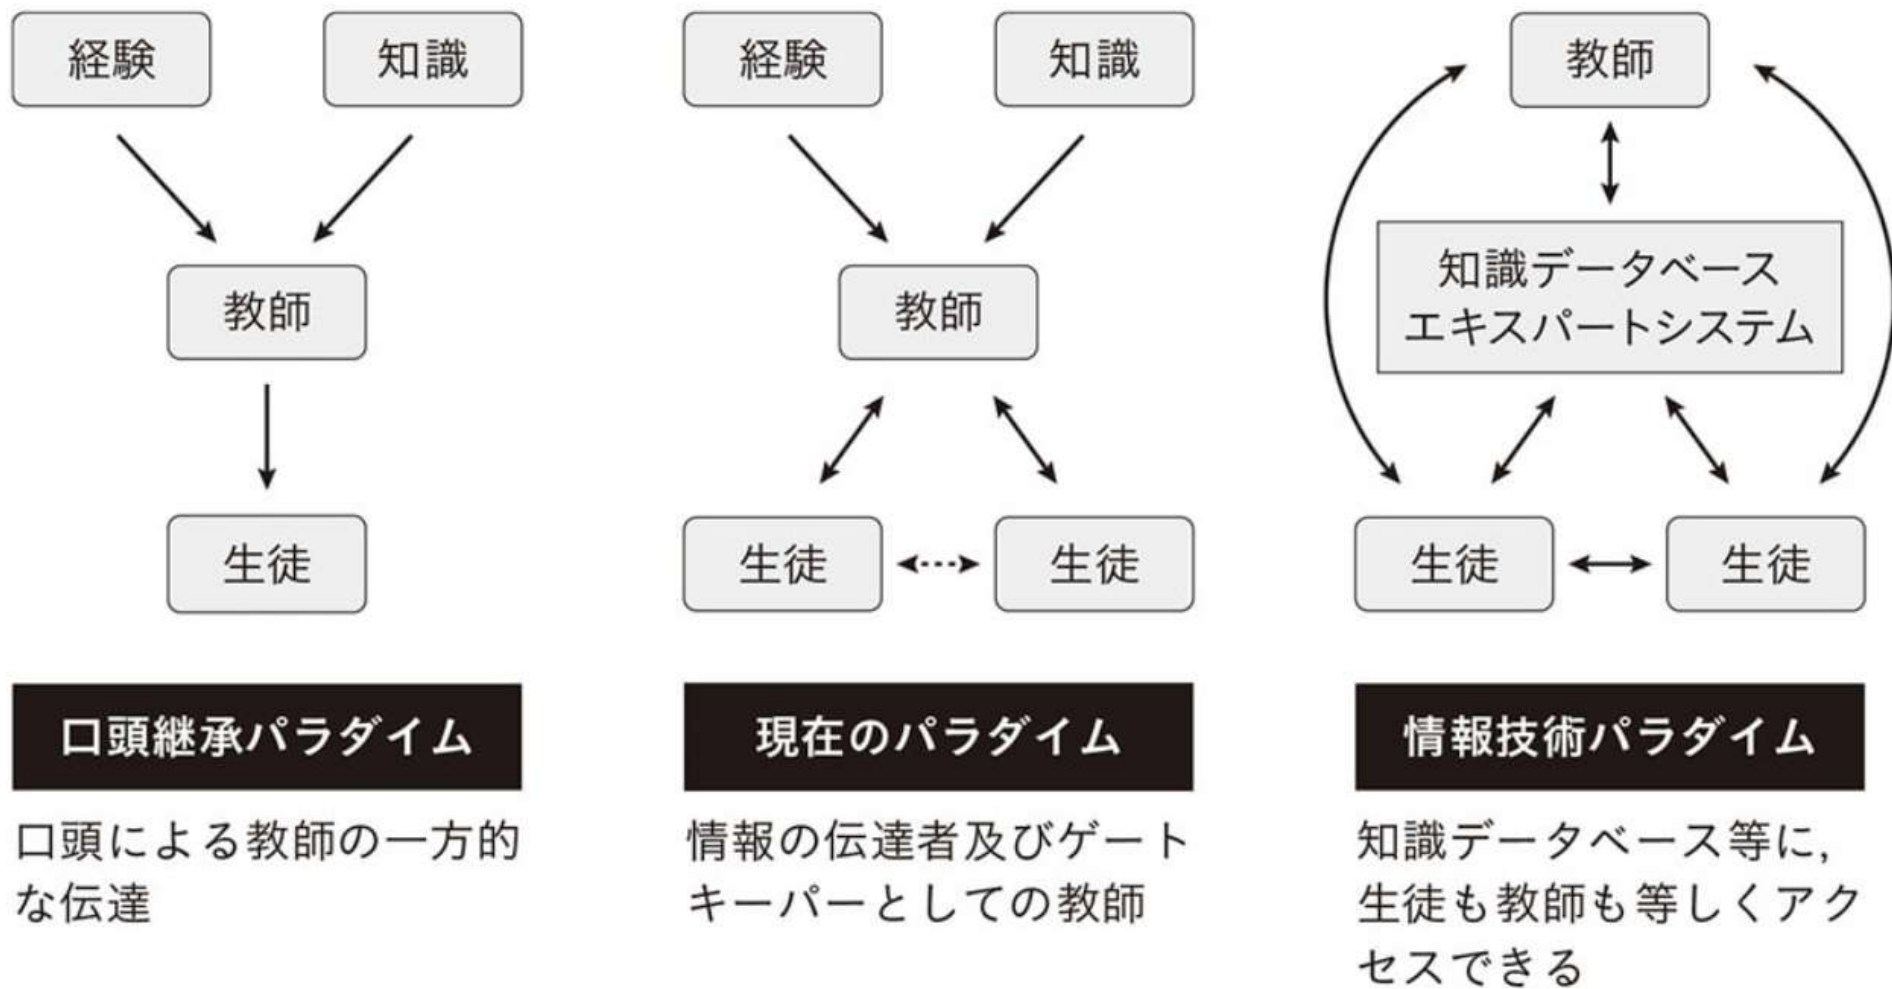 経験
知識
教師
生徒
口頭継承パラダイム
口頭による教師の一方的
な伝達
経験
知識
教師
生徒
生徒
現在のパラダイム
情報の伝達者及びゲート
キーパーとしての教師
教師
知識データベース
エキスパートシステム
生徒
生徒
情報技術パラダイム
知識データベース等に,
生徒も教師も等しくアク
セスできる